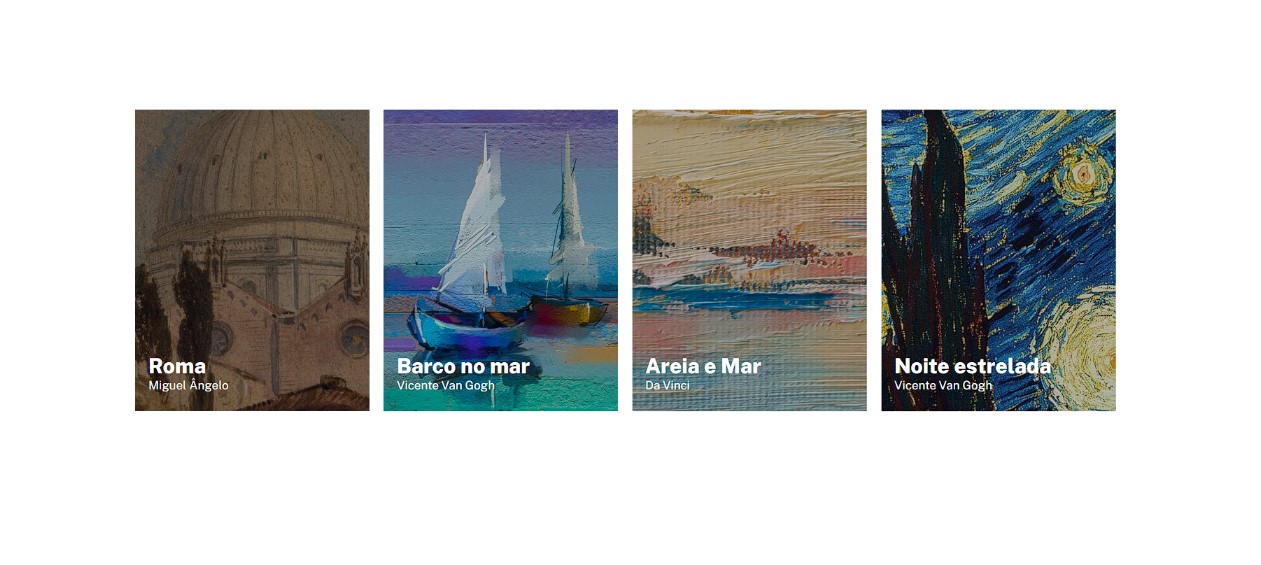 Roma
Miguel Ângelo
Barco no mar
Vicente Van Gogh
Areia e Mar
Da Vinci
Noite estrelada
Vicente Van Gogh